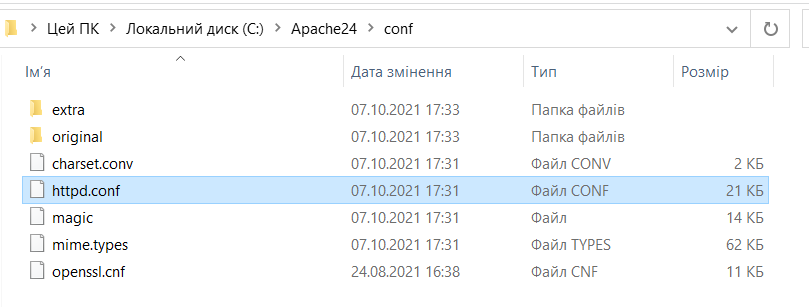 Цей ПК > Локальний диск (C:) > Apache24 > conf
Ім'я Дата змінення Тип Розмір
extra 07.10.2021 17:33 Папка файлів
original 07.10.2021 17:33 Папка файлів
charset.conv 07.10.2021 17:31 Файл CONV 2 КБ
httpd.conf 07.10.2021 17:31 Файл CONF 21 КБ
magic 07.10.2021 17:31 Файл 14 КБ
mime.types 07.10.2021 17:31 Файл TYPES 62 КБ
openssl.cnf 24.08.2021 16:38 Файл CNF 11 КБ